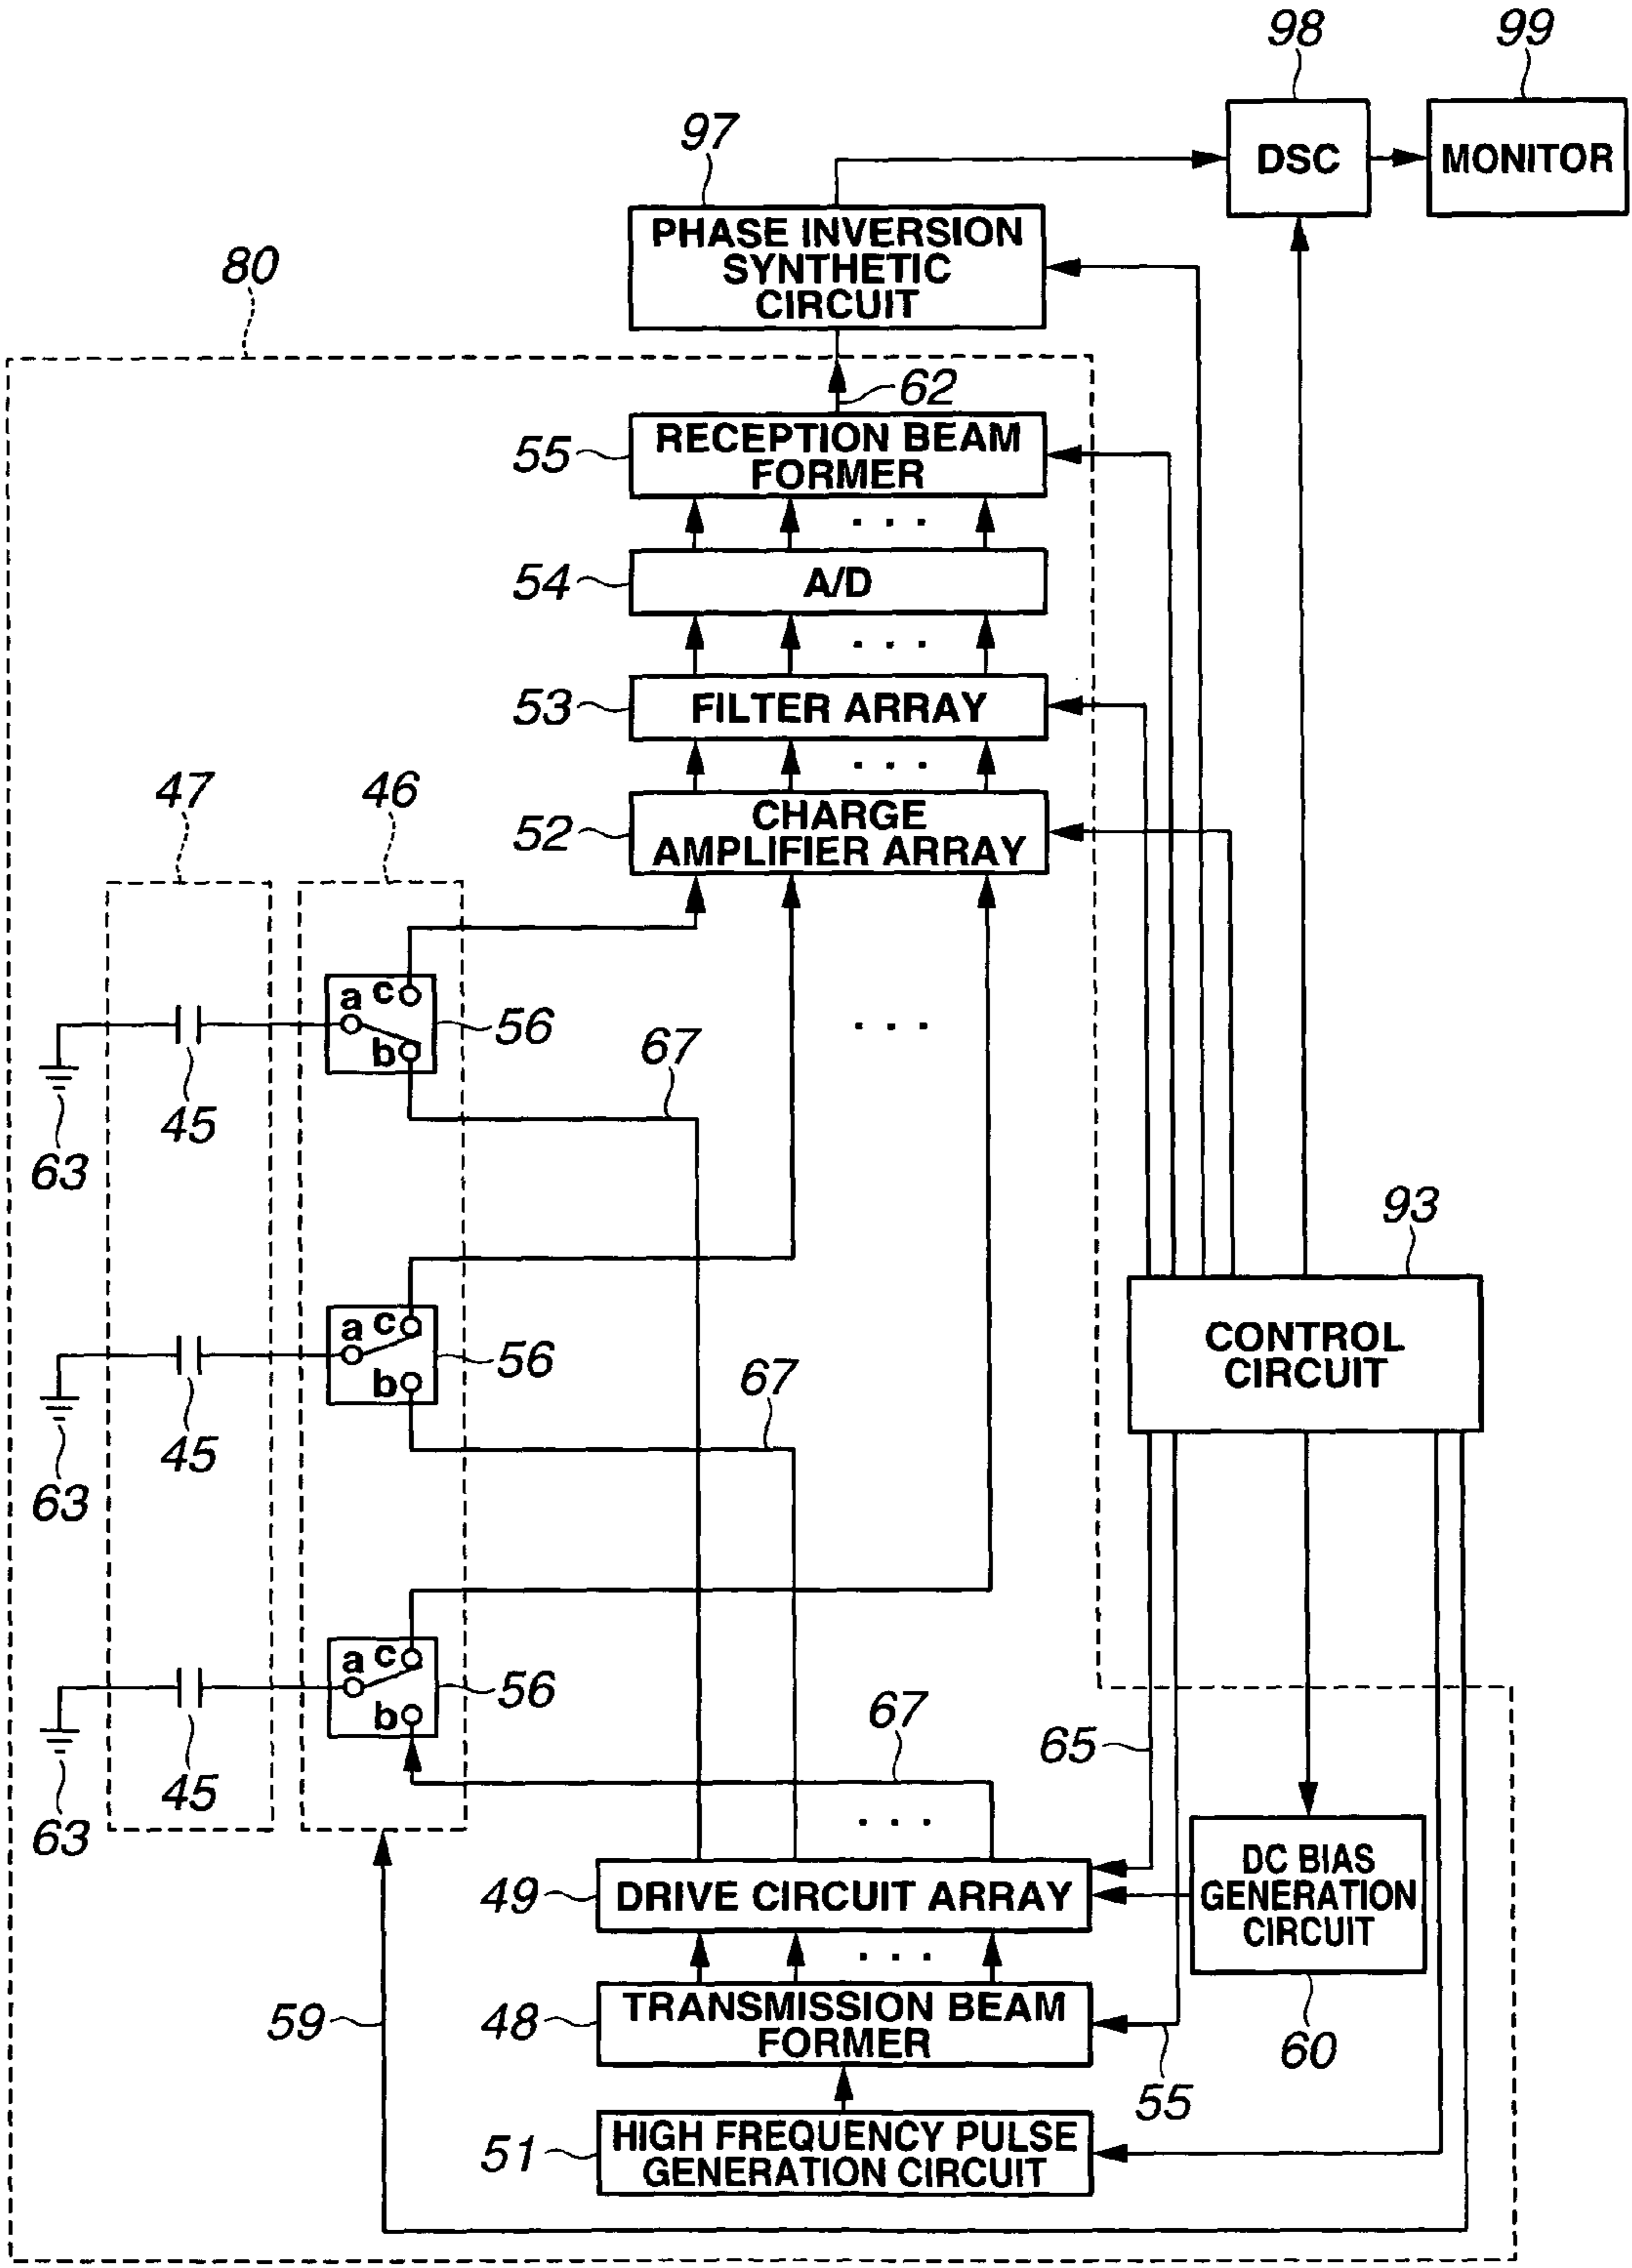 98
99
97
DSC
MONITOR
PHASE INVERSION
SYNTHETIC
CIRCUIT
80
62
55
RECEPTION BEAM
FORMER
. . .
54
A/D
. . .
53
FILTER ARRAY
. . .
47
46
52
CHARGE
AMPLIFIER ARRAY
a c
b
56
. . .
67
45
63
93
CONTROL
CIRCUIT
a c
b
56
67
45
63
a c
b
56
67
65
45
63
. . .
49
DRIVE CIRCUIT ARRAY
DC BIAS
GENERATION
CIRCUIT
. . .
59
48
TRANSMISSION BEAM
FORMER
60
55
51
HIGH FREQUENCY PULSE
GENERATION CIRCUIT